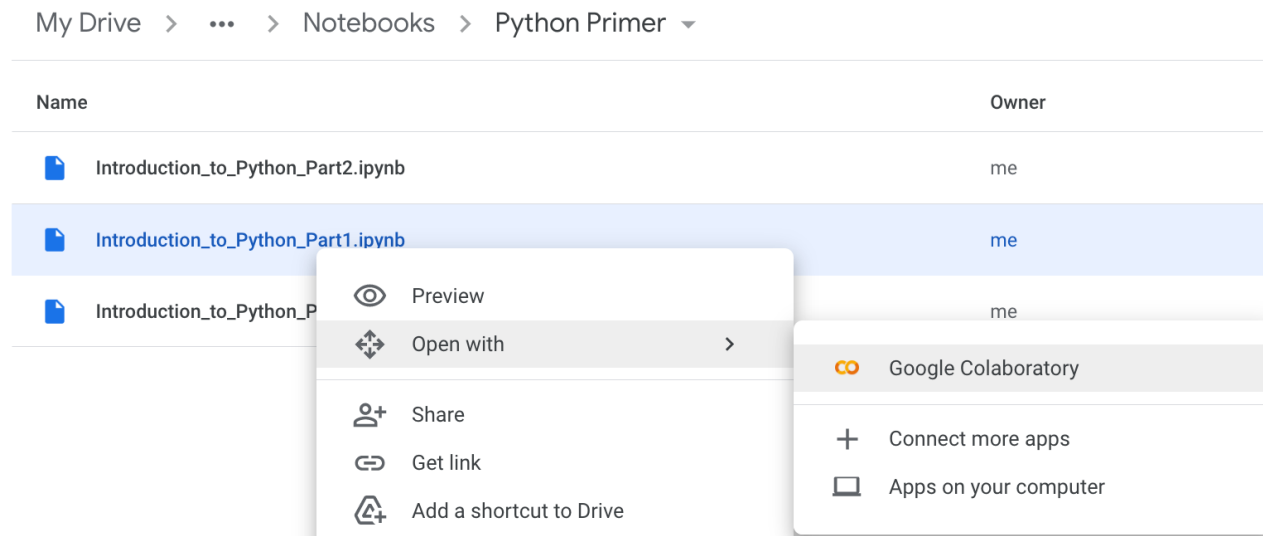 My Drive > ... > Notebooks > Python Primer
Name Owner
Introduction_to_Python_Part2.ipynb me
Introduction_to_Python_Part1.ipynb me
Introduction_to_Python_P me
Preview
Open with
Google Colaboratory
Share
Connect more apps
Get link
Apps on your computer
Add a shortcut to Drive